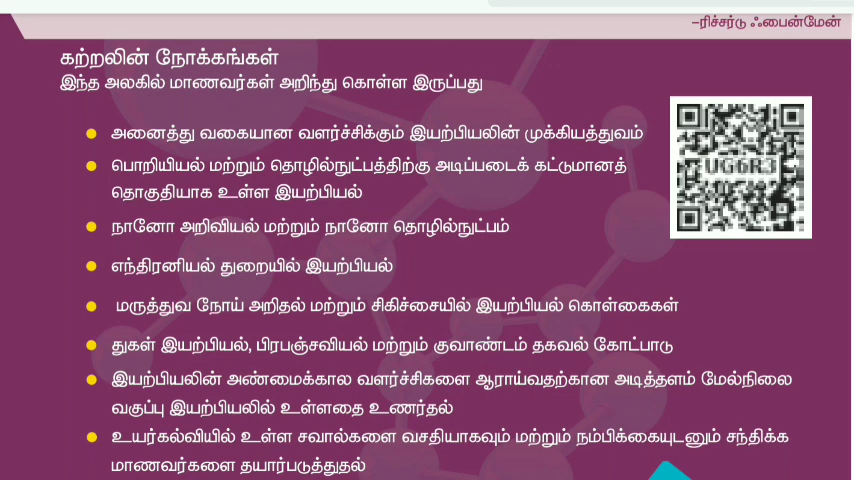 –ரிச்சர்டு ஃபைன்மேன்
கற்றலின் நோக்கங்கள்
இந்த அலகில் மாணவர்கள் அறிந்து கொள்ள இருப்பது
அனைத்து வகையான வளர்ச்சிக்கும் இயற்பியலின் முக்கியத்துவம்
பொறியியல் மற்றும் தொழில்நுட்பத்திற்கு அடிப்படைக் கட்டுமானத்
தொகுதியாக உள்ள இயற்பியல்
UG6R3
நானோ அறிவியல் மற்றும் நானோ தொழில்நுட்பம்
எந்திரனியல் துறையில் இயற்பியல்
மருத்துவ நோய் அறிதல் மற்றும் சிகிச்சையில் இயற்பியல் கொள்கைகள்
துகள் இயற்பியல், பிரபஞ்சவியல் மற்றும் குவாண்டம் தகவல் கோட்பாடு
இயற்பியலின் அண்மைக்கால வளர்ச்சிகளை ஆராய்வதற்கான அடித்தளம் மேல்நிலை
வகுப்பு இயற்பியலில் உள்ளதை உணர்தல்
உயர்கல்வியில் உள்ள சவால்களை வசதியாகவும் மற்றும் நம்பிக்கையுடனும் சந்திக்க
மாணவர்களை தயார்படுத்துதல்